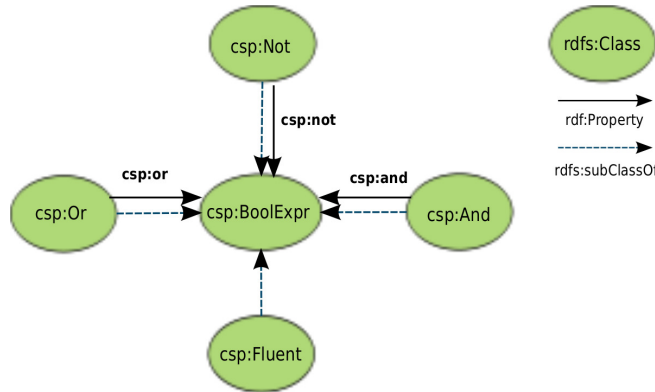 csp:Not
rdfs:Class
csp:not
rdf:Property
csp:or
csp:and
rdfs:subClassOf
csp:Or
csp:BoolExpr
csp:And
csp:Fluent